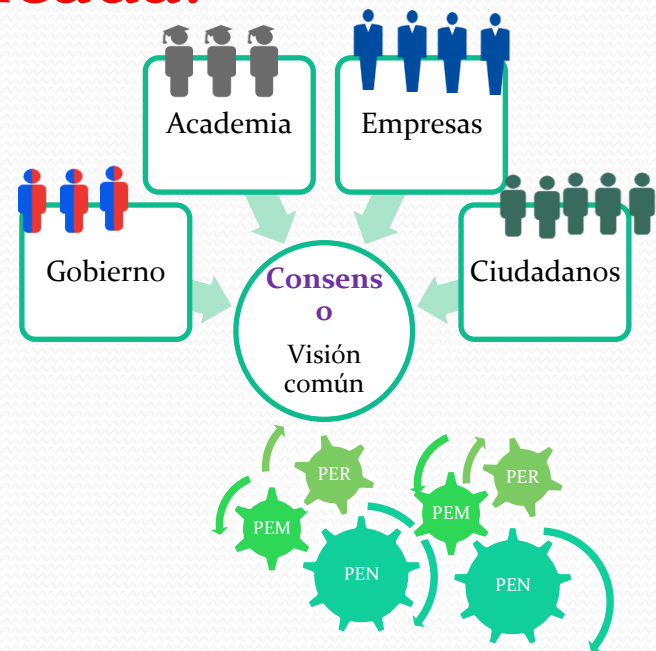 Academia
Empresas
Gobierno
Ciudadanos
Consens
o
Visión
común
PER
PEM
PEN
PER
PEM
PEN